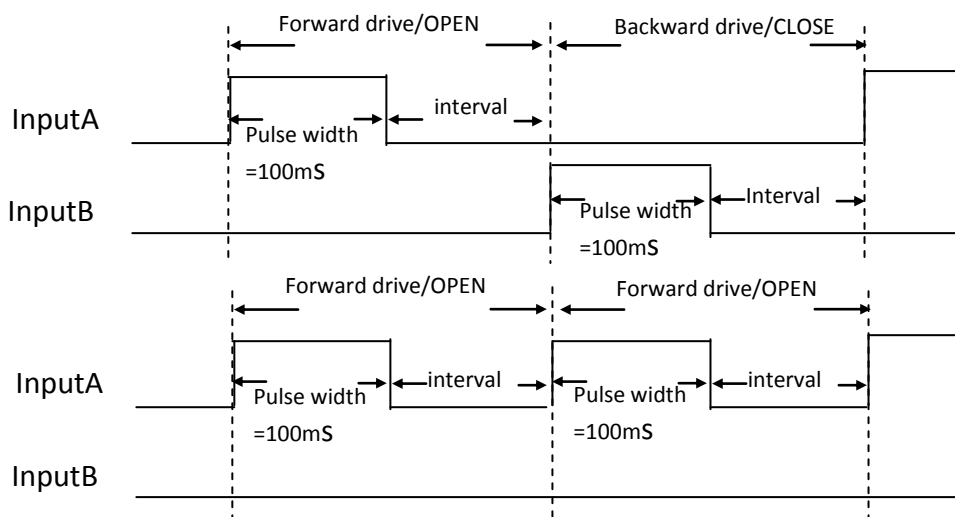 Forward drive/OPEN Backward drive/CLOSE
InputA
interval
Pulse width
=100mS
InputB
Interval
Pulse width
=100mS
Forward drive/OPEN Forward drive/OPEN
InputA
interval interval
Pulse width Pulse width
=100mS =100mS
InputB